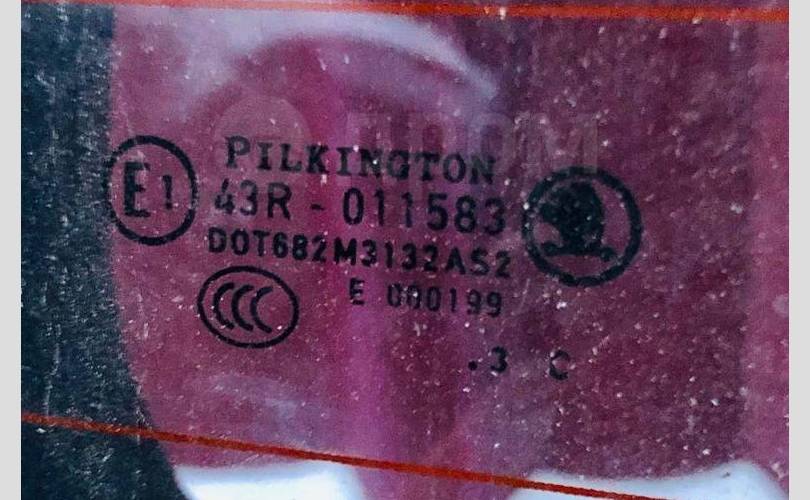 PILKINGTON
E1
43R - 011583
DOT682M3132AS2
CCC
E 000199
.3 C